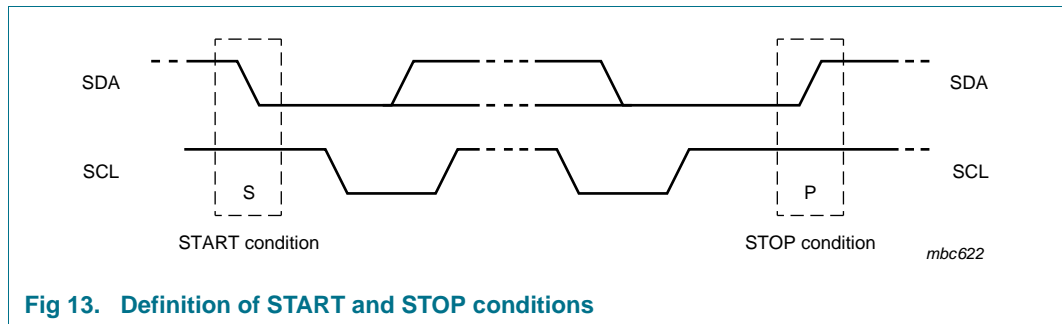 SDA
SDA
SCL
SCL
S
P
START condition
STOP condition
mbc622
Fig 13. Definition of START and STOP conditions